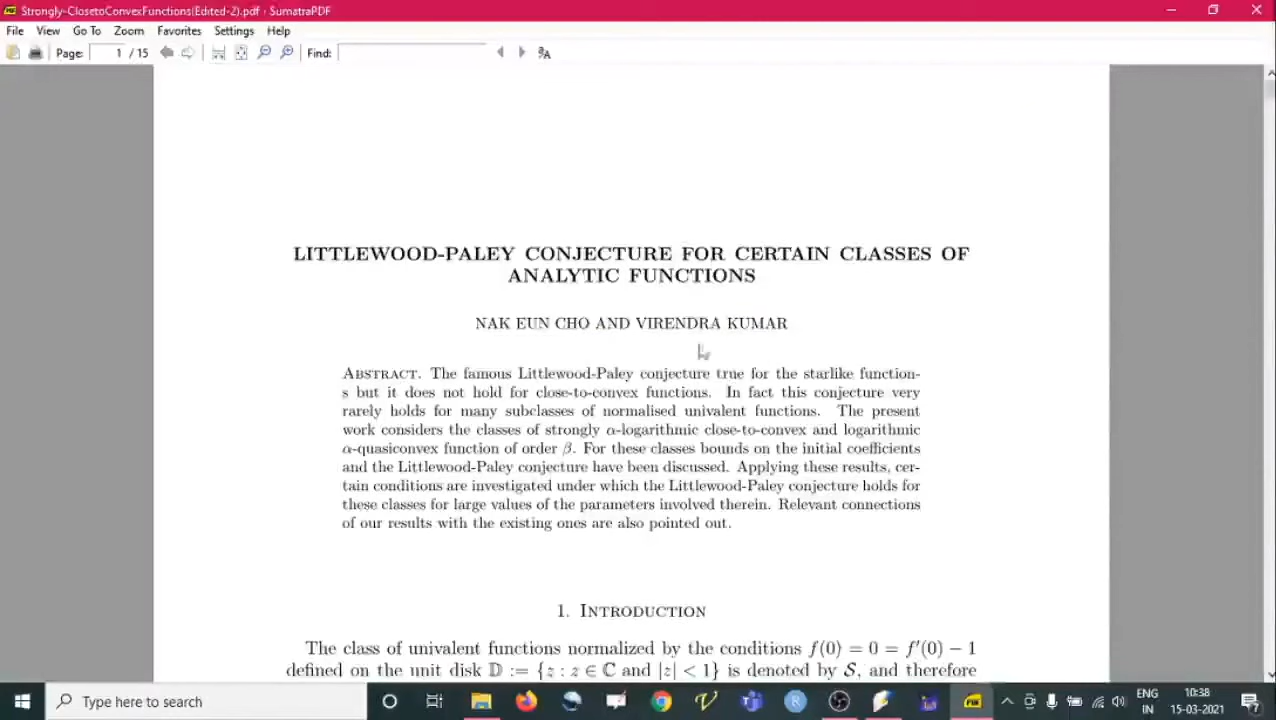 Strongly-ClosetoConvexFunctions(Edited-2).pdf - SumatraPDF
File View Go To Zoom Favorites Settings Help
Page: 1 / 15 Find:
LITTLEWOOD-PALEY CONJECTURE FOR CERTAIN CLASSES OF
ANALYTIC FUNCTIONS
NAK EUN CHO AND VIRENDRA KUMAR
ABSTRACT. The famous Littlewood-Paley conjecture true for the starlike function-
s but it does not hold for close-to-convex functions. In fact this conjecture very
rarely holds for many subclasses of normalised univalent functions. The present
work considers the classes of strongly α-logarithmic close-to-convex and logarithmic
α-quasiconvex function of order β. For these classes bounds on the initial coefficients
and the Littlewood-Paley conjecture have been discussed. Applying these results, cer-
tain conditions are investigated under which the Littlewood-Paley conjecture holds for
these classes for large values of the parameters involved therein. Relevant connections
of our results with the existing ones are also pointed out.
1. INTRODUCTION
The class of univalent functions normalized by the conditions f(0) = 0 = f′(0) − 1
defined on the unit disk 𝔻 := {z : z ∈ ℂ and |z| < 1} is denoted by 𝒮, and therefore
Type here to search
ENG
IN
10:38
15-03-2021